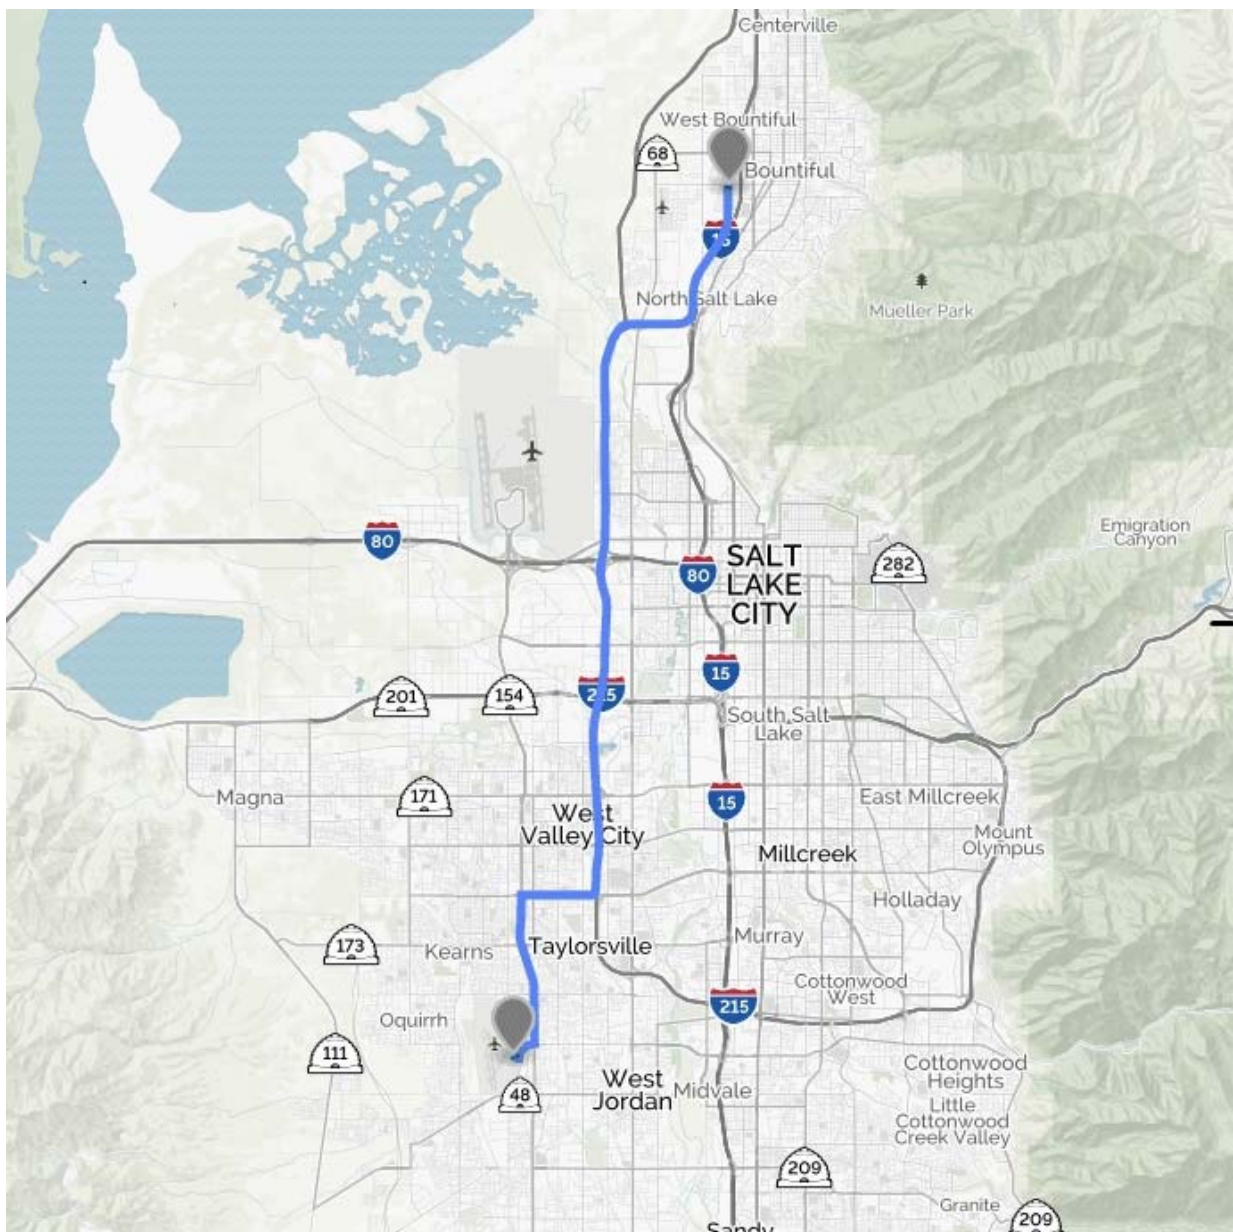 Centerville
West Bountiful
68
Bountiful
15
North Salt Lake
Mueller Park
Emigration
Canyon
80
282
80
SALT
LAKE
CITY
15
201
154
215
South Salt
Lake
Magna
171
15
East Millcreek
West
Valley City
Mount
Olympus
Millcreek
Holladay
173
Kearns
Taylorsville
Murray
Cottonwood
West
215
Oquirrh
111
48
West
Jordan
Midvale
Cottonwood
Heights
Little
Cottonwood
Creek Valley
209
Granite
209
Sandy